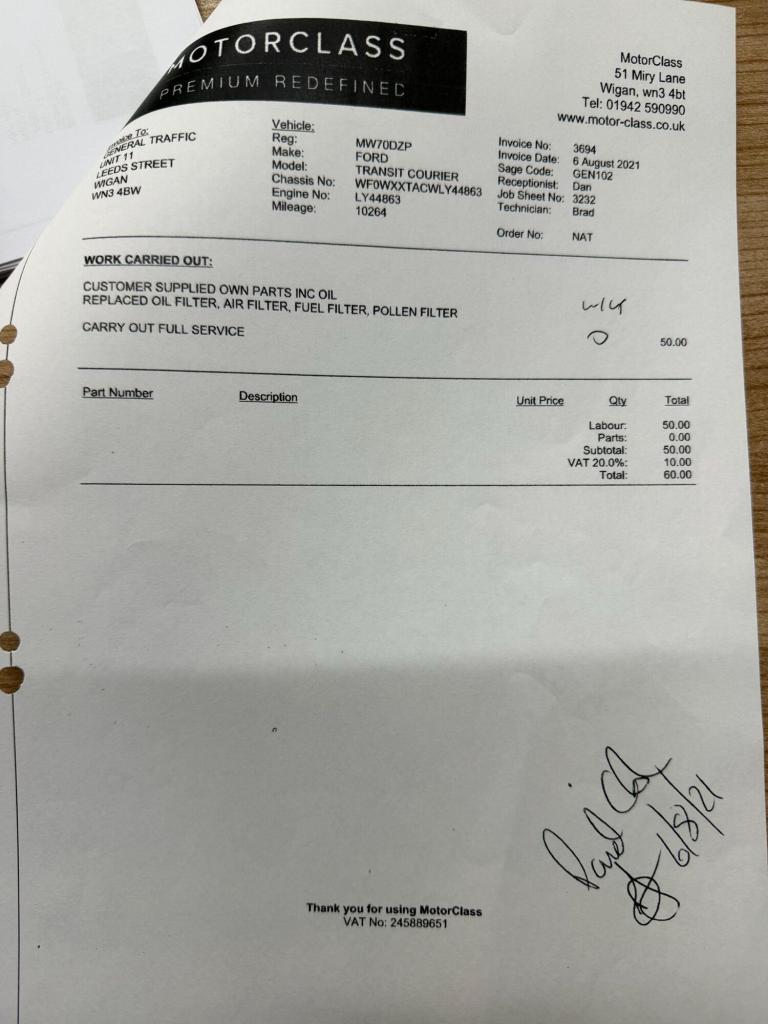 MOTORCLASS
PREMIUM REDEFINED
MotorClass
51 Miry Lane
Wigan, wn3 4bt
Tel: 01942 590990
www.motor-class.co.uk
Invoice To:
GENERAL TRAFFIC
UNIT 11
LEEDS STREET
WIGAN
WN3 4BW
Vehicle:
Reg: MW70DZP
Make: FORD
Model: TRANSIT COURIER
Chassis No: WF0WXXTACWLY44863
Engine No: LY44863
Mileage: 10264
Invoice No: 3694
Invoice Date: 6 August 2021
Sage Code: GEN102
Receptionist: Dan
Job Sheet No: 3232
Technician: Brad
Order No: NAT
WORK CARRIED OUT:
CUSTOMER SUPPLIED OWN PARTS INC OIL
REPLACED OIL FILTER, AIR FILTER, FUEL FILTER, POLLEN FILTER
CARRY OUT FULL SERVICE 50.00
Part Number Description Unit Price Qty Total
Labour: 50.00
Parts: 0.00
Subtotal: 50.00
VAT 20.0%: 10.00
Total: 60.00
Paid
6/8/21
Thank you for using MotorClass
VAT No: 245889651